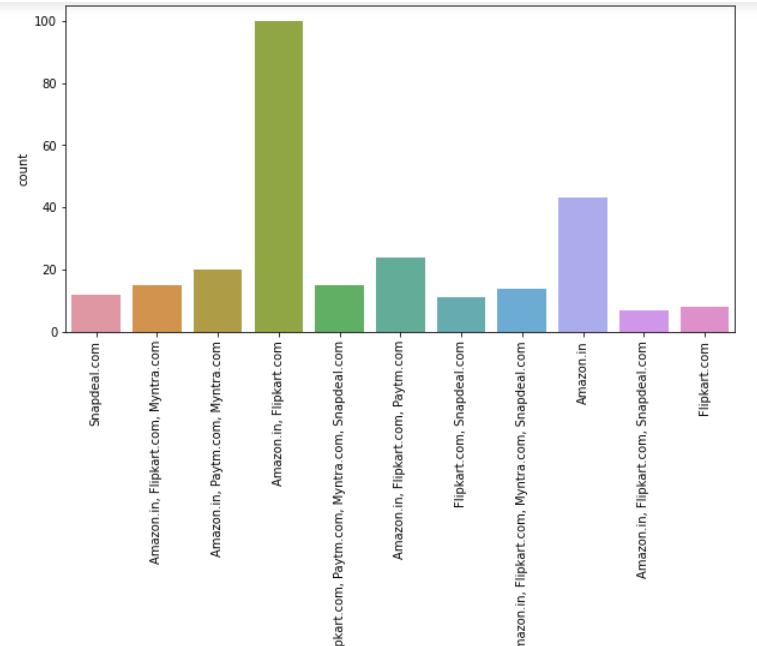 100
80
60
40
20
0
count
Snapdeal.com
Amazon.in, Flipkart.com, Myntra.com
Amazon.in, Paytm.com, Myntra.com
Amazon.in, Flipkart.com
pkart.com, Paytm.com, Myntra.com, Snapdeal.com
Amazon.in, Flipkart.com, Paytm.com
Flipkart.com, Snapdeal.com
mazon.in, Flipkart.com, Myntra.com, Snapdeal.com
Amazon.in
Amazon.in, Flipkart.com, Snapdeal.com
Flipkart.com